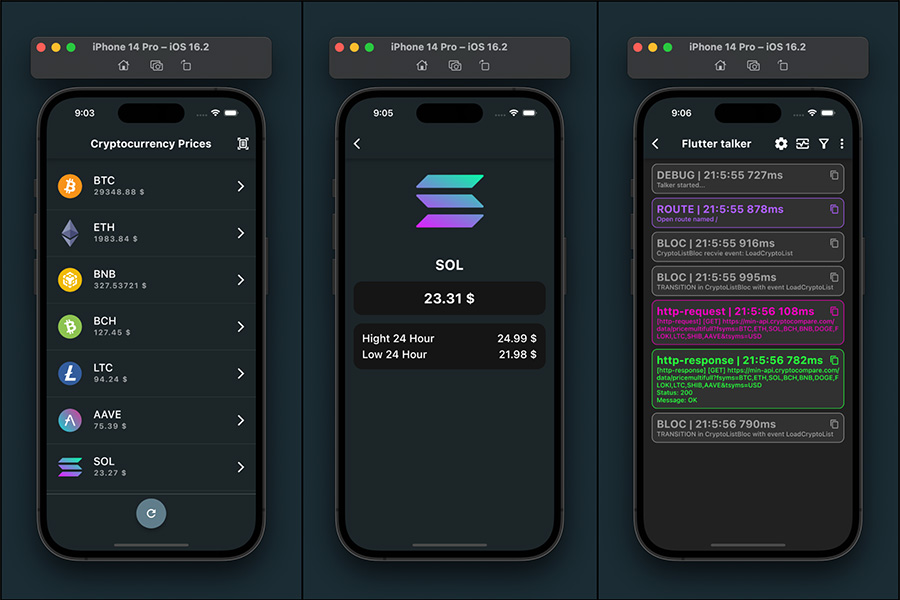 iPhone 14 Pro – iOS 16.2
9:03
Cryptocurrency Prices
BTC
29348.88 $
ETH
1983.84 $
BNB
327.53721 $
BCH
127.45 $
LTC
94.24 $
AAVE
75.39 $
SOL
23.27 $
iPhone 14 Pro – iOS 16.2
9:05
SOL
23.31 $
Hight 24 Hour 24.99 $
Low 24 Hour 21.98 $
iPhone 14 Pro – iOS 16.2
9:06
Flutter talker
DEBUG | 21:5:55 727ms
Talker started...
ROUTE | 21:5:55 878ms
Open route named /
BLOC | 21:5:55 916ms
CryptoListBloc recvie event: LoadCryptoList
BLOC | 21:5:55 995ms
TRANSITION in CryptoListBloc with event LoadCryptoList
http-request | 21:5:56 108ms
[http-request] [GET] https://min-api.cryptocompare.com/
data/pricemultifull?fsyms=BTC,ETH,SOL,BCH,BNB,DOGE,F
LOKI,LTC,SHIB,AAVE&tsyms=USD
http-response | 21:5:56 782ms
[http-response] [GET] https://min-api.cryptocompare.com/
data/pricemultifull?fsyms=BTC,ETH,SOL,BCH,BNB,DOGE,F
LOKI,LTC,SHIB,AAVE&tsyms=USD
Status: 200
Message: OK
BLOC | 21:5:56 790ms
TRANSITION in CryptoListBloc with event LoadCryptoList